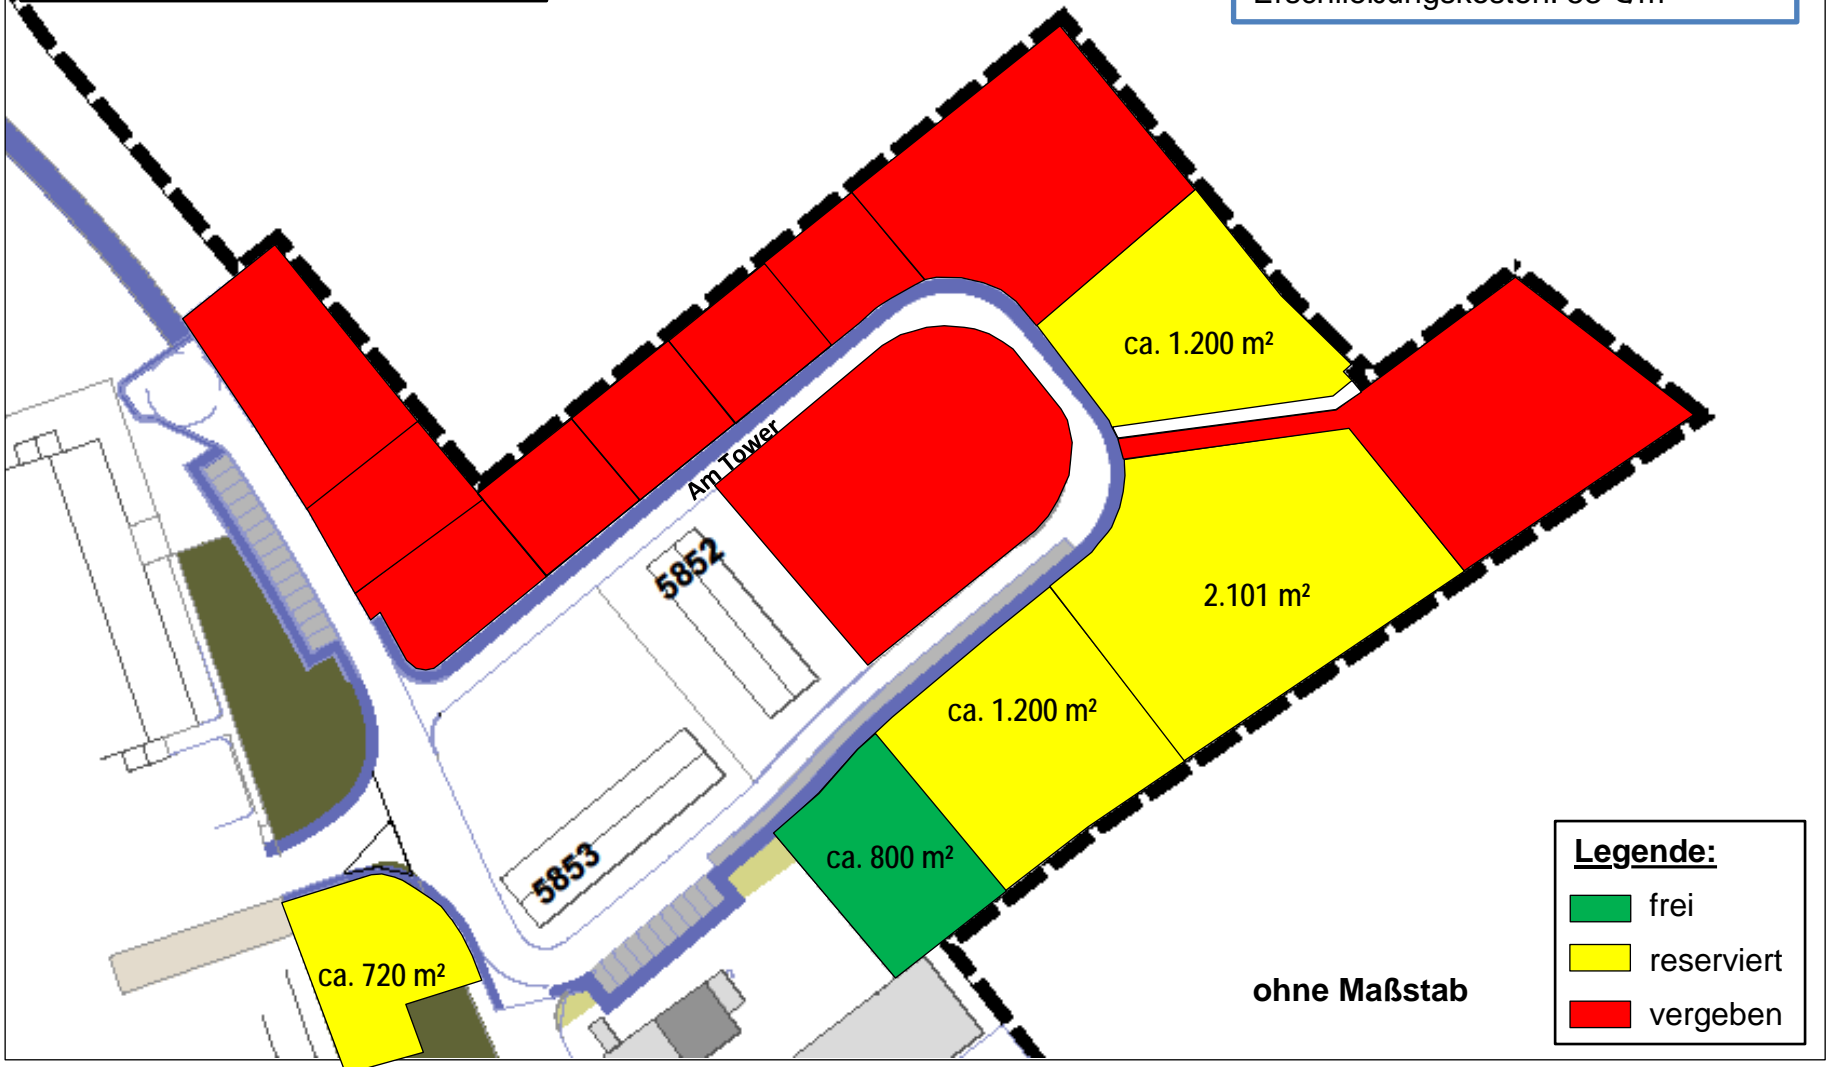 Erschließungskosten:
ca. 1.200 m²
Am Tower
5852
2.101 m²
ca. 1.200 m²
5853
ca. 800 m²
ca. 720 m²
Legende:
frei
reserviert
vergeben
ohne Maßstab